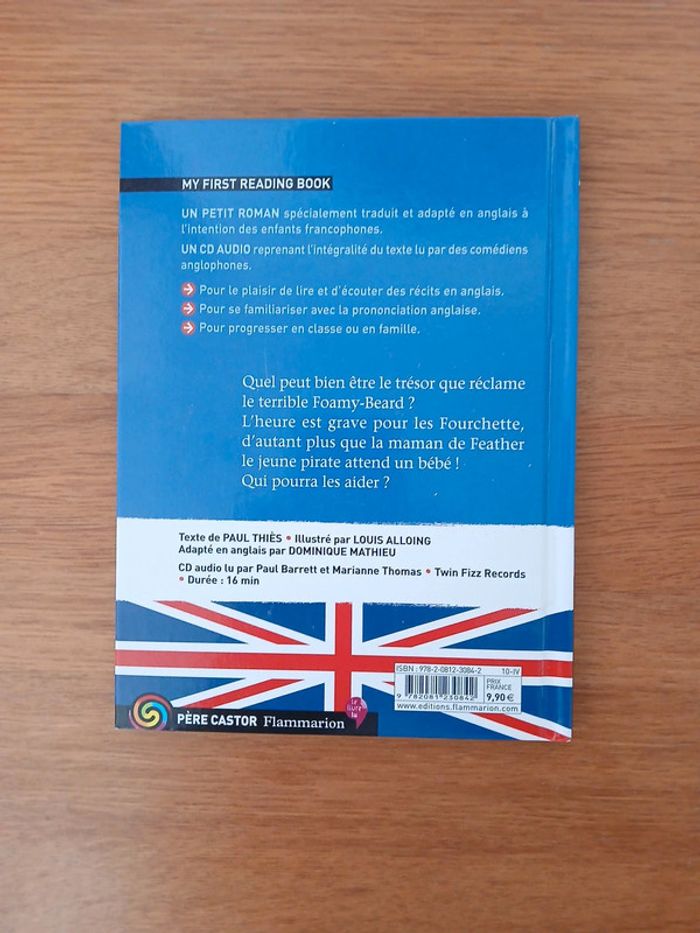 MY FIRST READING BOOK
UN PETIT ROMAN spécialement traduit et adapté en anglais à
l'intention des enfants francophones.
UN CD AUDIO reprenant l'intégralité du texte lu par des comédiens
anglophones.
Pour le plaisir de lire et d'écouter des récits en anglais.
Pour se familiariser avec la prononciation anglaise.
Pour progresser en classe ou en famille.
Quel peut bien être le trésor que réclame
le terrible Foamy-Beard ?
L'heure est grave pour les Fourchette,
d'autant plus que la maman de Feather
le jeune pirate attend un bébé !
Qui pourra les aider ?
Texte de PAUL THIÈS • Illustré par LOUIS ALLOING
Adapté en anglais par DOMINIQUE MATHIEU
CD audio lu par Paul Barrett et Marianne Thomas • Twin Fizz Records
• Durée : 16 min
ISBN : 978-2-0812-3084-2 10-IV
9 782081 230842
PRIX
FRANCE
9,90 €
www.editions.flammarion.com
PÈRE CASTOR Flammarion
le livre
lu